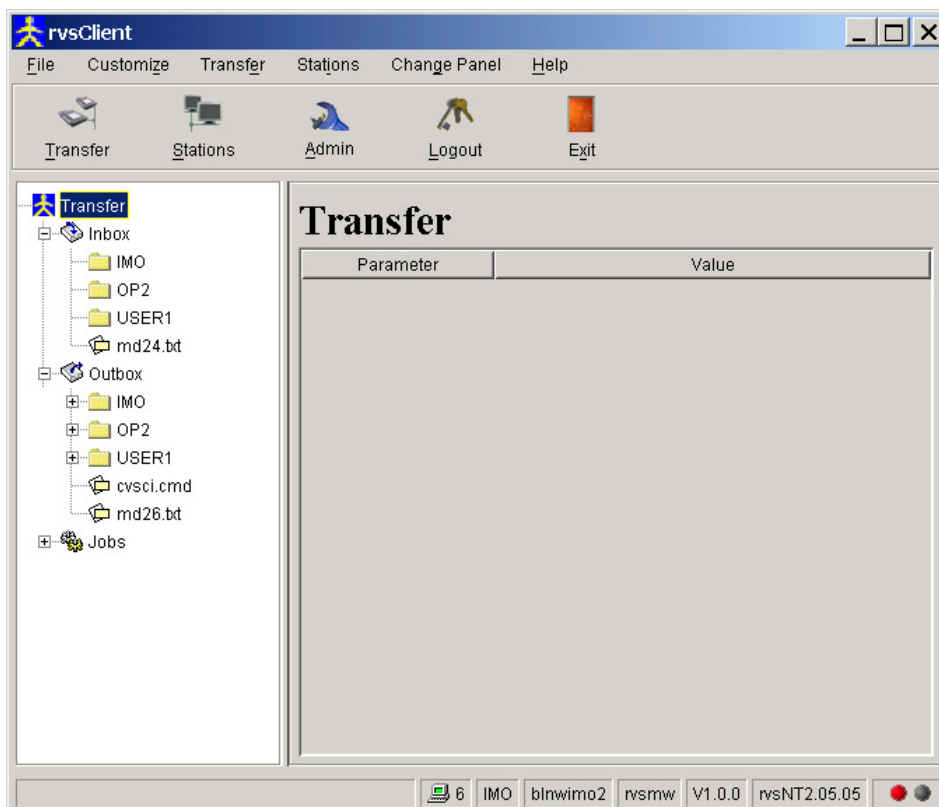 rvsClient
File Customize Transfer Stations Change Panel Help
Transfer Stations Admin Logout Exit
Transfer
Inbox
IMO
OP2
USER1
md24.txt
Outbox
IMO
OP2
USER1
cvsci.cmd
md26.txt
Jobs
Transfer
Parameter Value
6 IMO blnwimo2 rvsmw V1.0.0 rvsNT2.05.05